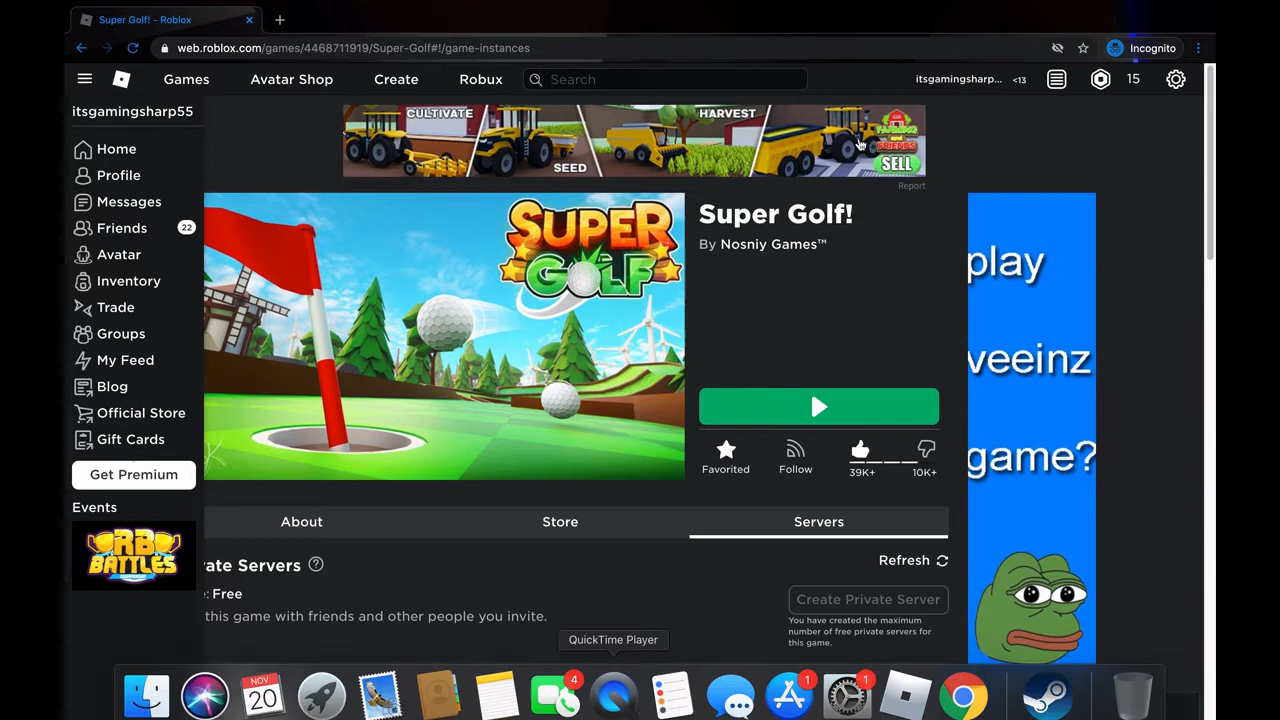 Super Golf! - Roblox
web.roblox.com/games/4468711919/Super-Golf#!/game-instances
Incognito
Games
Avatar Shop
Create
Robux
Search
itsgamingsharp...
<13
15
itsgamingsharp55
Home
Profile
Messages
Friends
22
Avatar
Inventory
Trade
Groups
My Feed
Blog
Official Store
Gift Cards
Get Premium
Events
RB
BATTLES
CULTIVATE
SEED
HARVEST
FARMING
AND
FRIENDS
SELL
Report
SUPER
GOLF
Super Golf!
By Nosniy Games™
Favorited
Follow
39K+
10K+
About
Store
Servers
vate Servers
Refresh
e: Free
this game with friends and other people you invite.
Create Private Server
You have created the maximum
number of free private servers for
this game.
play
veeinz
game?
QuickTime Player
NOV
20
4
1
1